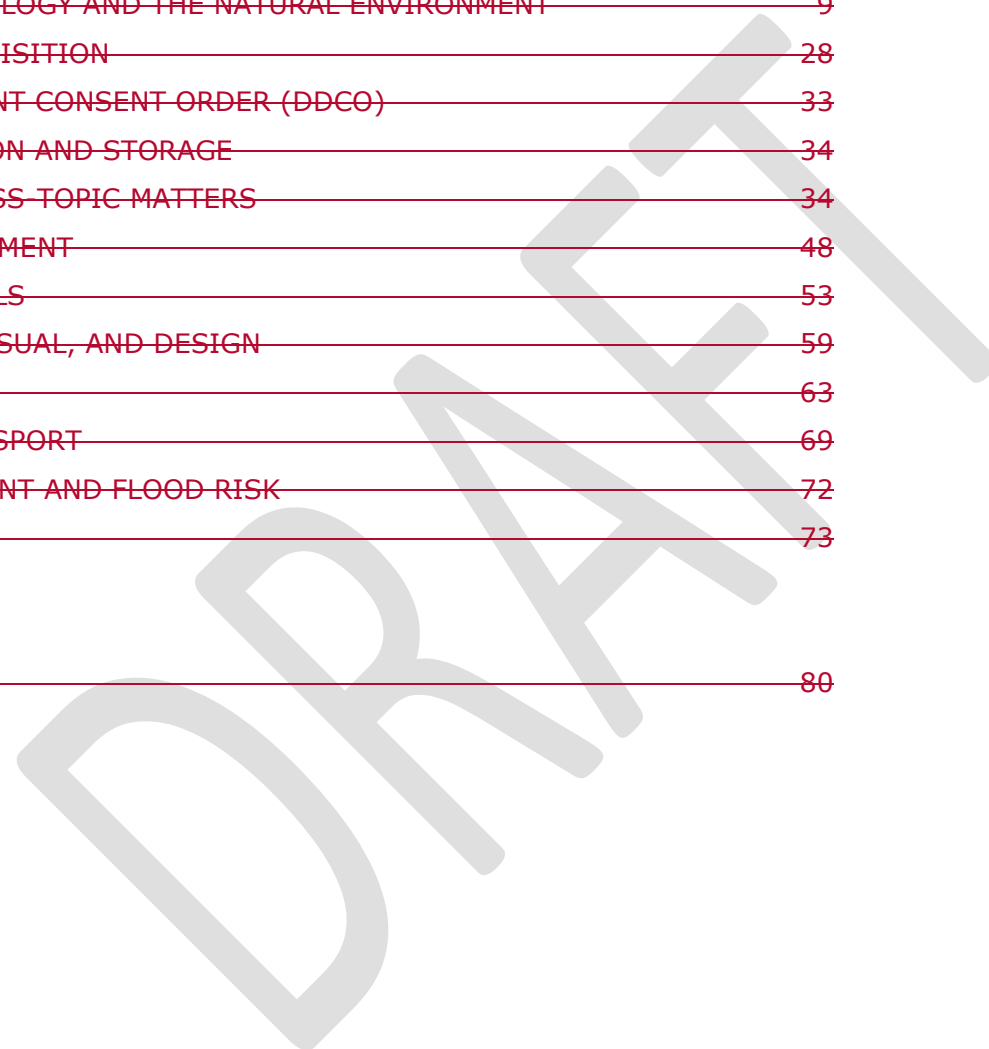 LOGY AND THE NATURAL ENVIRONMENT 9
ISITION 28
NT CONSENT ORDER (DDCO) 33
ON AND STORAGE 34
SS-TOPIC MATTERS 34
MENT 48
LS 53
SUAL, AND DESIGN 59
63
SPORT 69
NT AND FLOOD RISK 72
73
80
DRAFT